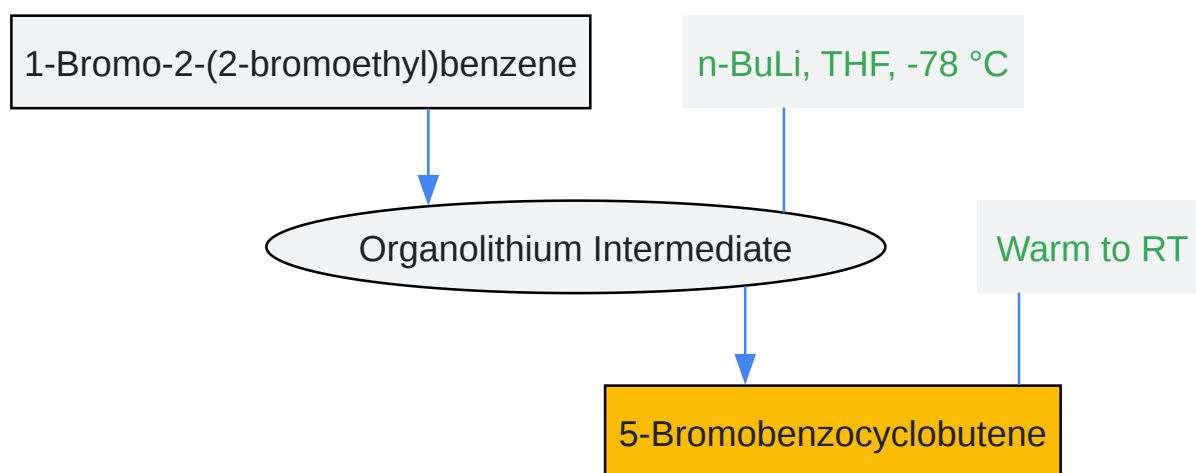 1-Bromo-2-(2-bromoethyl)benzene
n-BuLi, THF, -78 °C
Organolithium Intermediate
Warm to RT
5-Bromobenzocyclobutene